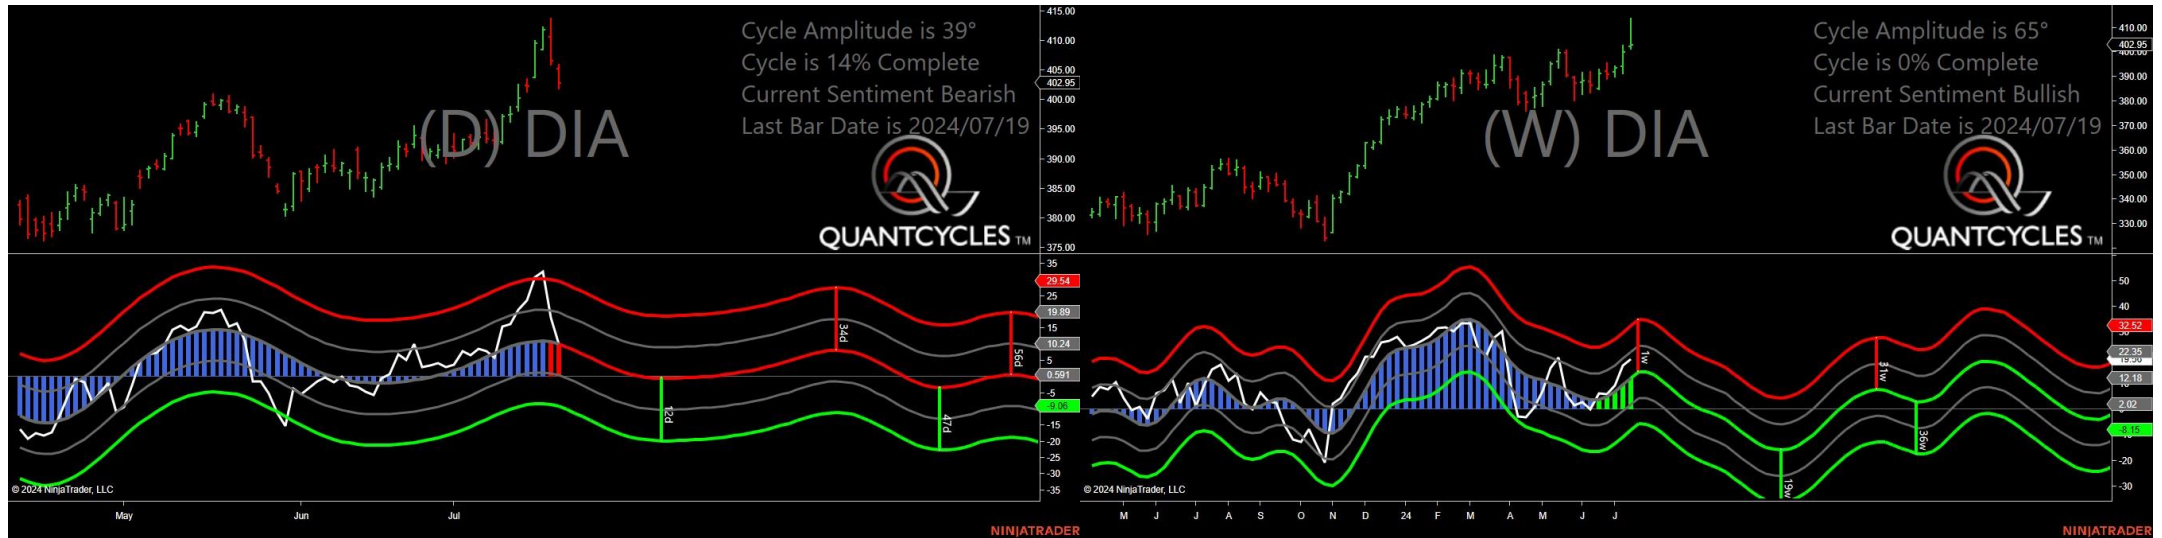 Cycle Amplitude is 39°
Cycle is 14% Complete
Current Sentiment Bearish
Last Bar Date is 2024/07/19
(D) DIA
QUANTCYCLES TM
415.00
410.00
405.00
402.95
400.00
395.00
390.00
385.00
380.00
375.00
35
29.54
25
19.89
15
10.24
5
0.591
-5
-9.06
-15
-20
-25
-30
-35
12d
34d
47d
56d
© 2024 NinjaTrader, LLC
May
Jun
Jul
NINJATRADER
Cycle Amplitude is 65°
Cycle is 0% Complete
Current Sentiment Bullish
Last Bar Date is 2024/07/19
(W) DIA
QUANTCYCLES TM
410.00
402.95
390.00
380.00
370.00
360.00
350.00
340.00
330.00
50
40
32.52
22.35
12.18
2.02
-8.15
-20
-30
1w
19w
31w
36w
© 2024 NinjaTrader, LLC
M J J A S O N D 24 F M A M J J
NINJATRADER